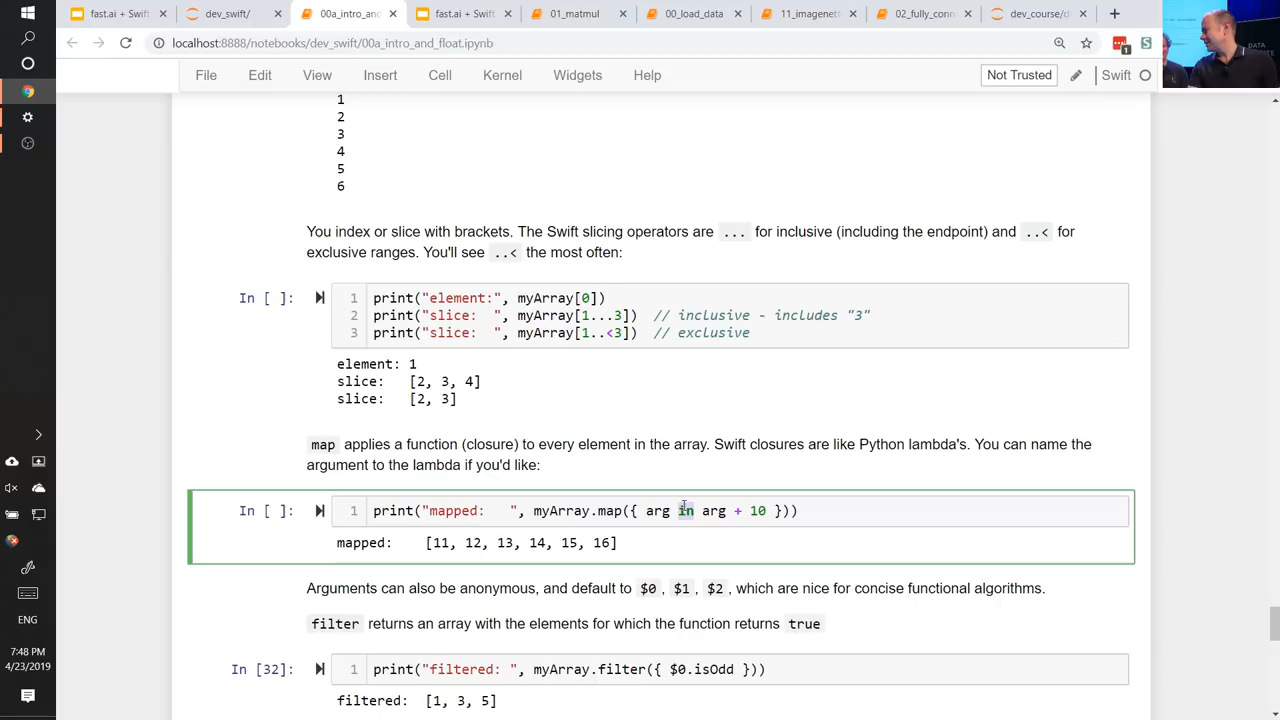 fast.ai + Swift
dev_swift/
00a_intro_and
fast.ai + Swift
01_matmul
00_load_data
11_imagenett
02_fully_conn
dev_course/d
localhost:8888/notebooks/dev_swift/00a_intro_and_float.ipynb
File Edit View Insert Cell Kernel Widgets Help Not Trusted Swift
1
2
3
4
5
6
You index or slice with brackets. The Swift slicing operators are ... for inclusive (including the endpoint) and ..< for
exclusive ranges. You'll see ..< the most often:
In [ ]: 1 print("element:", myArray[0])
2 print("slice:  ", myArray[1...3])  // inclusive - includes "3"
3 print("slice:  ", myArray[1..<3])  // exclusive
element: 1
slice:   [2, 3, 4]
slice:   [2, 3]
map applies a function (closure) to every element in the array. Swift closures are like Python lambda's. You can name the
argument to the lambda if you'd like:
In [ ]: 1 print("mapped:   ", myArray.map({ arg in arg + 10 }))
mapped:    [11, 12, 13, 14, 15, 16]
Arguments can also be anonymous, and default to $0, $1, $2, which are nice for concise functional algorithms.
filter returns an array with the elements for which the function returns true
In [32]: 1 print("filtered: ", myArray.filter({ $0.isOdd }))
filtered:  [1, 3, 5]
ENG
7:48 PM
4/23/2019
DATA